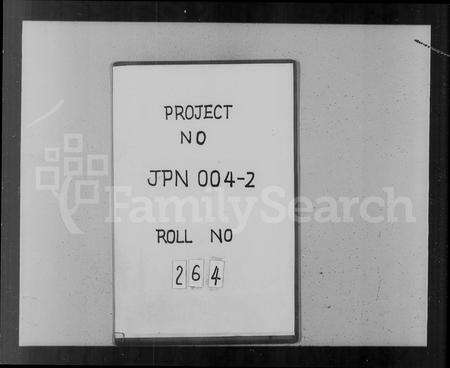 PROJECT
NO
JPN 004-2
FamilySearch
ROLL NO
264